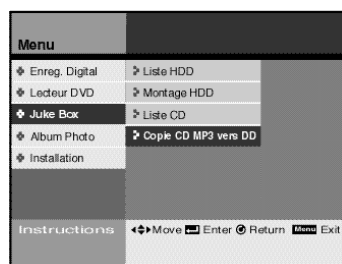 Menu
Enreg. Digital
Liste HDD
Lecteur DVD
Montage HDD
Juke Box
Liste CD
Album Photo
Copie CD MP3 vers DD
Installation
Instructions Move Enter Return Menu Exit